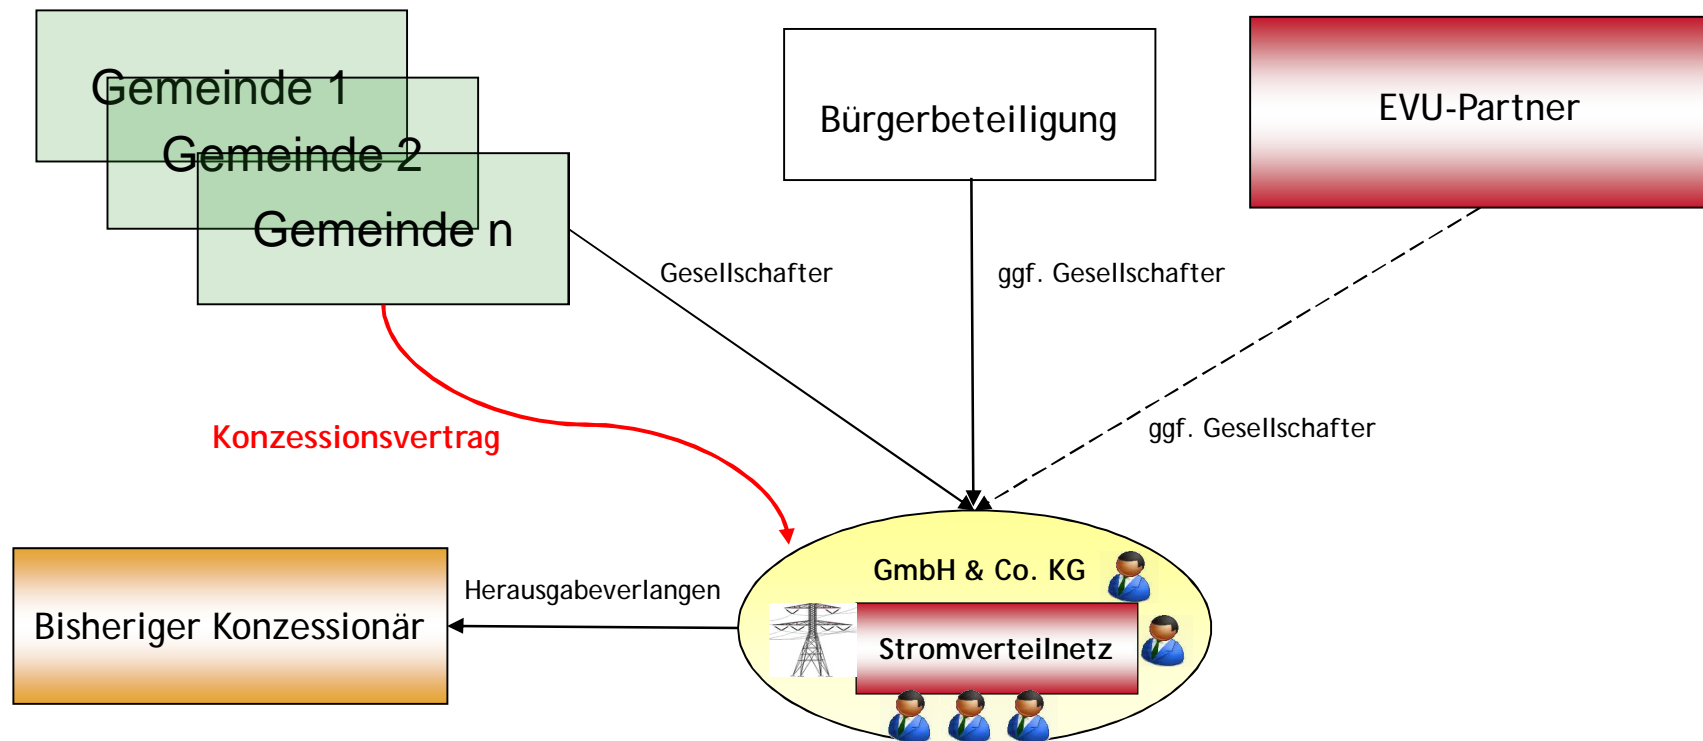 Gemeinde 1
Gemeinde 2
Gemeinde n
Bürgerbeteiligung
EVU-Partner
Gesellschafter
ggf. Gesellschafter
ggf. Gesellschafter
Konzessionsvertrag
Herausgabeverlangen
Bisheriger Konzessionär
GmbH & Co. KG
Stromverteilnetz